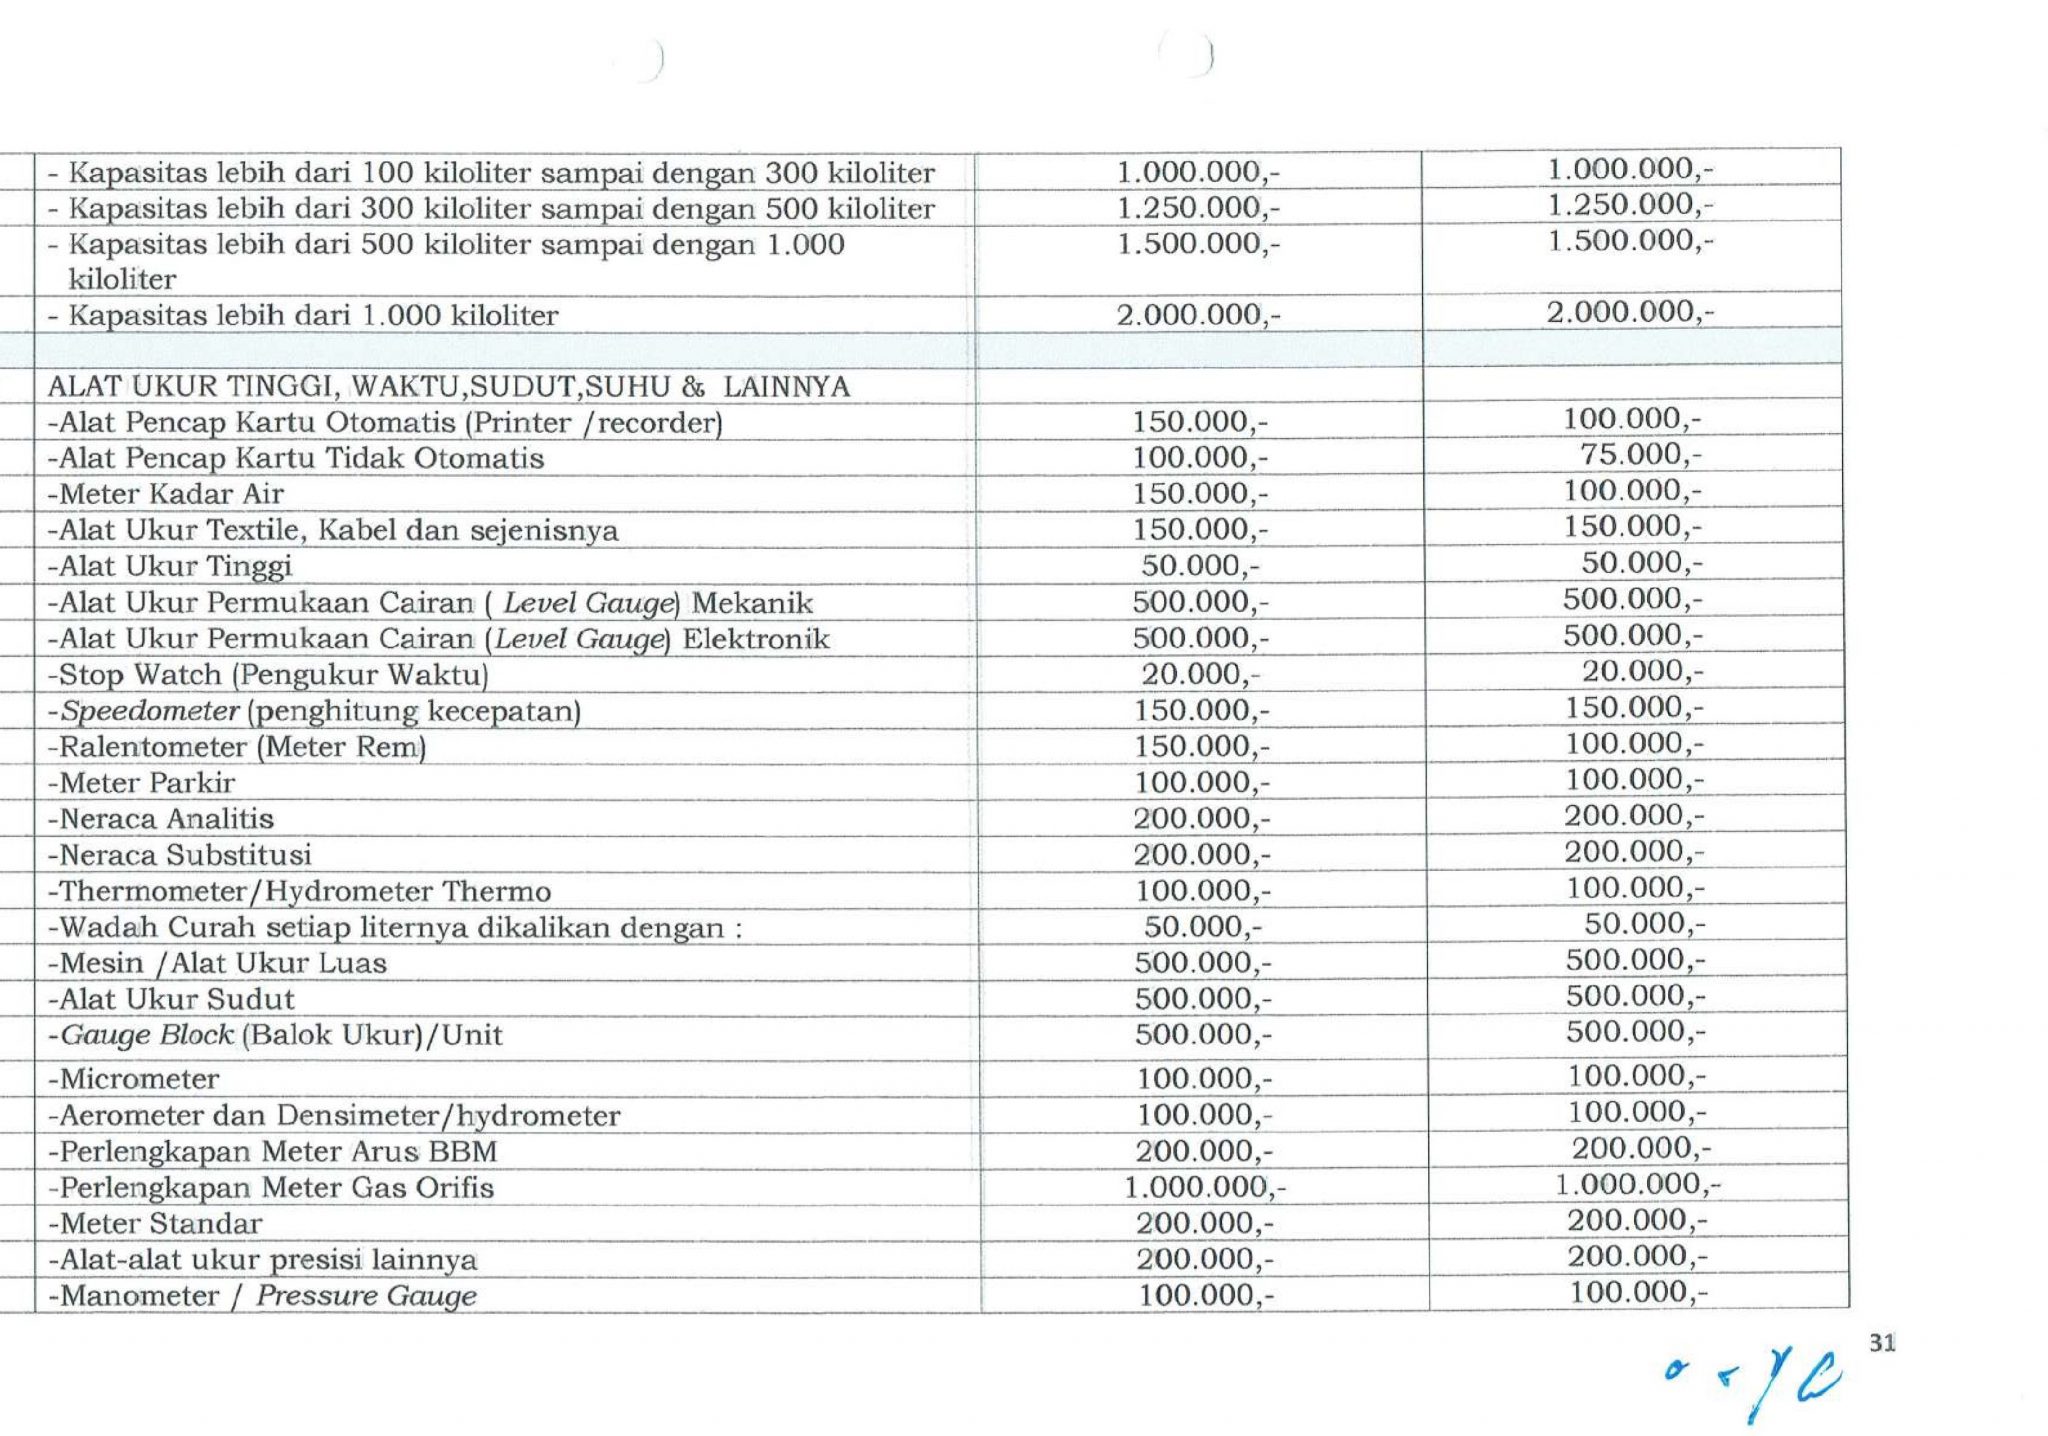 - Kapasitas lebih dari 100 kiloliter sampai dengan 300 kiloliter 1.000.000,- 1.000.000,-
- Kapasitas lebih dari 300 kiloliter sampai dengan 500 kiloliter 1.250.000,- 1.250.000,-
- Kapasitas lebih dari 500 kiloliter sampai dengan 1.000 1.500.000,- 1.500.000,-
kiloliter
- Kapasitas lebih dari 1.000 kiloliter 2.000.000,- 2.000.000,-
ALAT UKUR TINGGI, WAKTU,SUDUT,SUHU & LAINNYA
-Alat Pencap Kartu Otomatis (Printer /recorder) 150.000,- 100.000,-
-Alat Pencap Kartu Tidak Otomatis 100.000,- 75.000,-
-Meter Kadar Air 150.000,- 100.000,-
-Alat Ukur Textile, Kabel dan sejenisnya 150.000,- 150.000,-
-Alat Ukur Tinggi 50.000,- 50.000,-
-Alat Ukur Permukaan Cairan ( Level Gauge) Mekanik 500.000,- 500.000,-
-Alat Ukur Permukaan Cairan (Level Gauge) Elektronik 500.000,- 500.000,-
-Stop Watch (Pengukur Waktu) 20.000,- 20.000,-
-Speedometer (penghitung kecepatan) 150.000,- 150.000,-
-Ralentometer (Meter Rem) 150.000,- 100.000,-
-Meter Parkir 100.000,- 100.000,-
-Neraca Analitis 200.000,- 200.000,-
-Neraca Substitusi 200.000,- 200.000,-
-Thermometer/Hydrometer Thermo 100.000,- 100.000,-
-Wadah Curah setiap liternya dikalikan dengan : 50.000,- 50.000,-
-Mesin /Alat Ukur Luas 500.000,- 500.000,-
-Alat Ukur Sudut 500.000,- 500.000,-
-Gauge Block (Balok Ukur)/Unit 500.000,- 500.000,-
-Micrometer 100.000,- 100.000,-
-Aerometer dan Densimeter/hydrometer 100.000,- 100.000,-
-Perlengkapan Meter Arus BBM 200.000,- 200.000,-
-Perlengkapan Meter Gas Orifis 1.000.000,- 1.000.000,-
-Meter Standar 200.000,- 200.000,-
-Alat-alat ukur presisi lainnya 200.000,- 200.000,-
-Manometer / Pressure Gauge 100.000,- 100.000,-
31